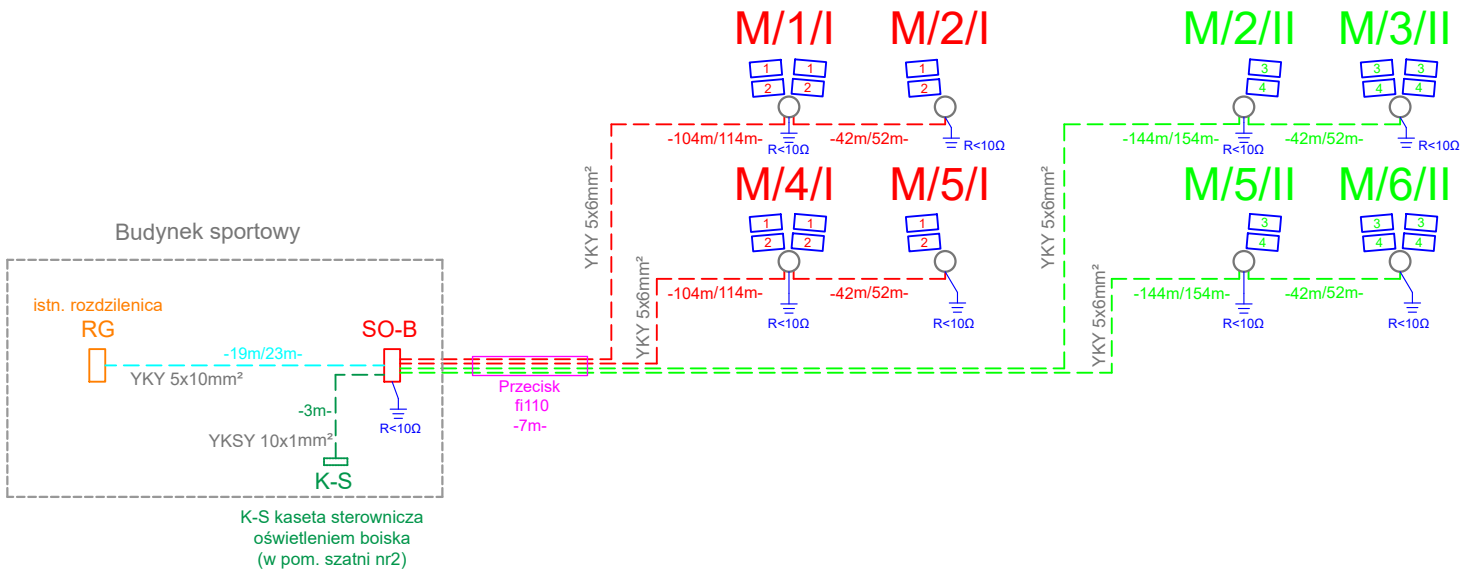 M/1/I M/2/I M/2/II M/3/II
1 1 1 3 3 3
2 2 2 4 4 4
-104m/114m- -42m/52m- -144m/154m- -42m/52m-
R<10Ω R<10Ω R<10Ω R<10Ω
YKY 5x6mm² YKY 5x6mm²
M/4/I M/5/I M/5/II M/6/II
1 1 1 3 3 3
2 2 2 4 4 4
-104m/114m- -42m/52m- -144m/154m- -42m/52m-
R<10Ω R<10Ω R<10Ω R<10Ω
YKY 5x6mm² YKY 5x6mm²
Budynek sportowy
istn. rozdzilenica
RG
SO-B
-19m/23m-
YKY 5x10mm²
-3m-
YKSY 10x1mm²
R<10Ω
K-S
Przecisk
fi110
-7m-
K-S kaseta sterownicza
oświetleniem boiska
(w pom. szatni nr2)